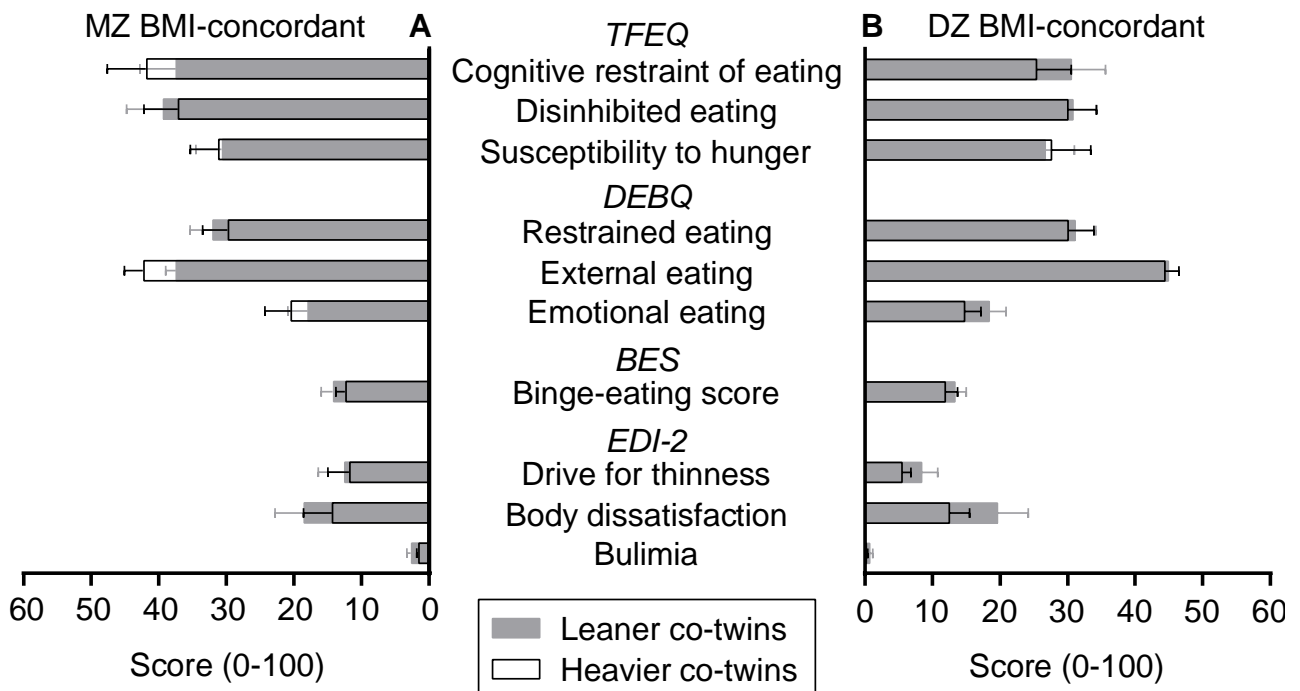 MZ BMI-concordant A
TFEQ
B DZ BMI-concordant
Cognitive restraint of eating
Disinhibited eating
Susceptibility to hunger
DEBQ
Restrained eating
External eating
Emotional eating
BES
Binge-eating score
EDI-2
Drive for thinness
Body dissatisfaction
Bulimia
60 50 40 30 20 10 0
0 10 20 30 40 50 60
Score (0-100)
Score (0-100)
Leaner co-twins
Heavier co-twins